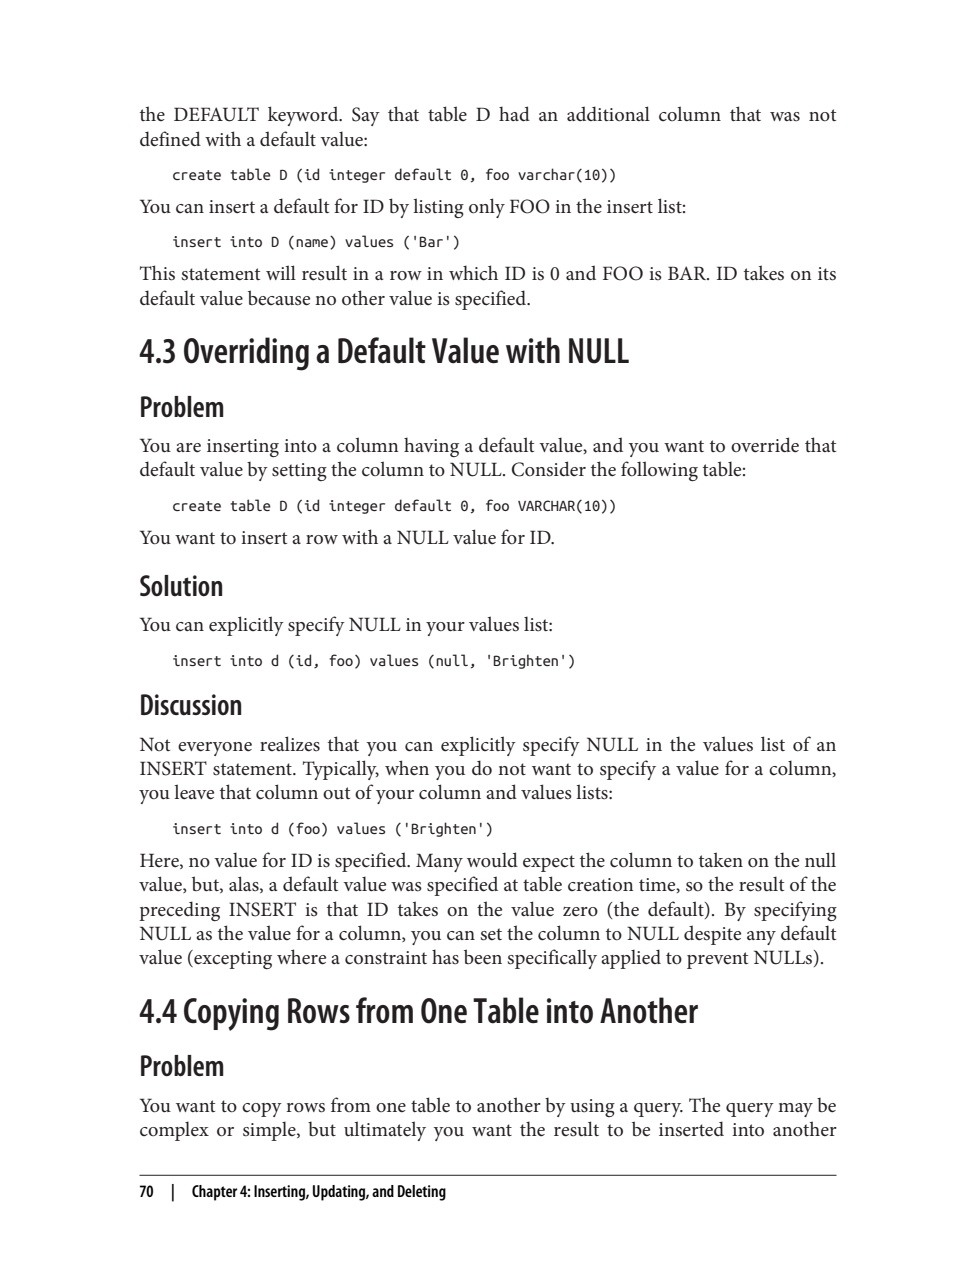 the DEFAULT keyword. Say that table D had an additional column that was not
defined with a default value:
create table D (id integer default 0, foo varchar(10))
You can insert a default for ID by listing only FOO in the insert list:
insert into D (name) values ('Bar')
This statement will result in a row in which ID is 0 and FOO is BAR. ID takes on its
default value because no other value is specified.
4.3 Overriding a Default Value with NULL
Problem
You are inserting into a column having a default value, and you want to override that
default value by setting the column to NULL. Consider the following table:
create table D (id integer default 0, foo VARCHAR(10))
You want to insert a row with a NULL value for ID.
Solution
You can explicitly specify NULL in your values list:
insert into d (id, foo) values (null, 'Brighten')
Discussion
Not everyone realizes that you can explicitly specify NULL in the values list of an
INSERT statement. Typically, when you do not want to specify a value for a column,
you leave that column out of your column and values lists:
insert into d (foo) values ('Brighten')
Here, no value for ID is specified. Many would expect the column to taken on the null
value, but, alas, a default value was specified at table creation time, so the result of the
preceding INSERT is that ID takes on the value zero (the default). By specifying
NULL as the value for a column, you can set the column to NULL despite any default
value (excepting where a constraint has been specifically applied to prevent NULLs).
4.4 Copying Rows from One Table into Another
Problem
You want to copy rows from one table to another by using a query. The query may be
complex or simple, but ultimately you want the result to be inserted into another
70 | Chapter 4: Inserting, Updating, and Deleting